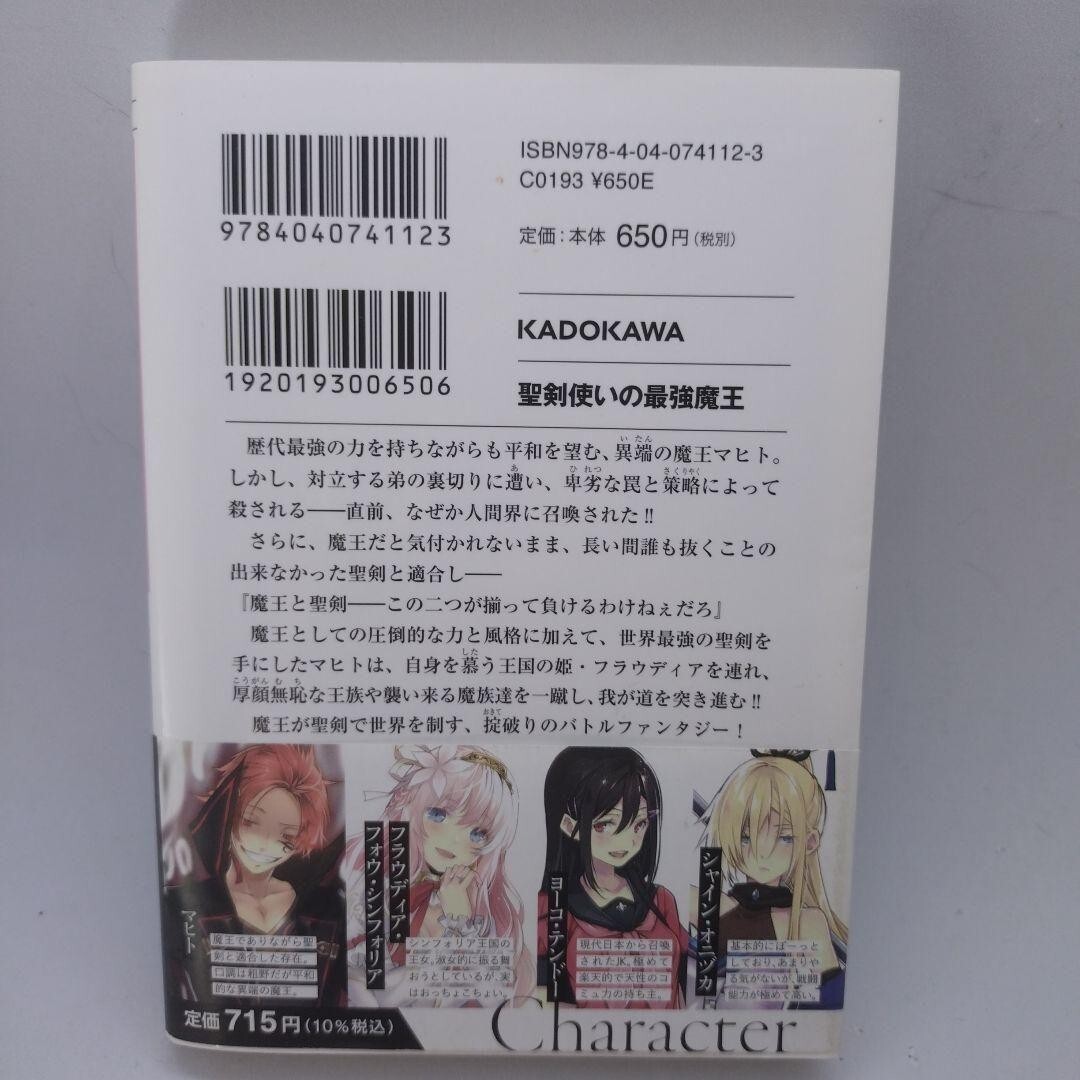 ISBN978-4-04-074112-3
C0193 ¥650E
9784040741123
定価：本体 650円(税別)
1920193006506
KADOKAWA
聖剣使いの最強魔王
歴代最強の力を持ちながらも平和を望む、異端の魔王マヒト。
しかし、対立する弟の裏切りに遭い、卑劣な罠と策略によって
殺される――直前、なぜか人間界に召喚された!!
さらに、魔王だと気付かれないまま、長い間誰も抜くことの
出来なかった聖剣と適合し――
『魔王と聖剣――この二つが揃って負けるわけねぇだろ』
魔王としての圧倒的な力と風格に加えて、世界最強の聖剣を
手にしたマヒトは、自身を慕う王国の姫・フラウディアを連れ、
厚顔無恥な王族や襲い来る魔族達を一蹴し、我が道を突き進む!!
魔王が聖剣で世界を制す、掟破りのバトルファンタジー！
マヒト
魔王でありながら聖
剣と適合した存在。
口調は粗野だが平和
的な異端の魔王。
フラウディア・
フォウ・シンフォリア
シンフォリア王国の
王女。淑女的に振る舞
おうとしているが、実
はおっちょこちょい。
ヨーコ・テンドー
現代日本から召喚
されたJK。極めて
楽天的で天性のコ
ミュ力の持ち主。
シャイン・オニヅカ
基本的にぼーっと
しており、あまりや
る気がないが、戦闘
能力が極めて高い。
定価715円(10%税込)
Character